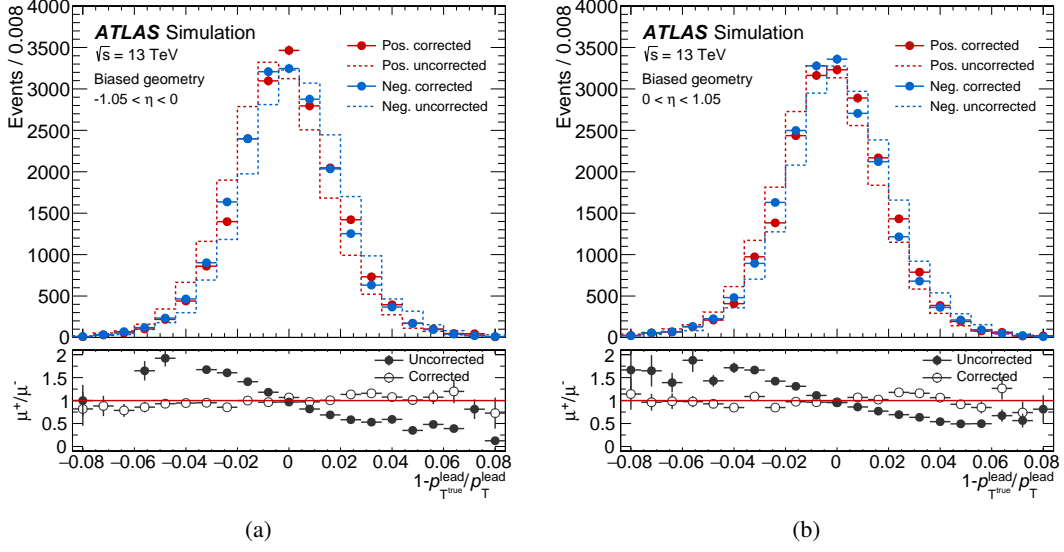 Events / 0.008
3500
3000
2500
2000
1500
1000
500
0
ATLAS Simulation
√s = 13 TeV
Biased geometry
-1.05 < η < 0
Pos. corrected
Pos. uncorrected
Neg. corrected
Neg. uncorrected
μ⁺/μ⁻
2
1.5
1
0.5
0
Uncorrected
Corrected
−0.08 −0.06 −0.04 −0.02 0 0.02 0.04 0.06 0.08
1-p_T^true^lead/p_T^lead
(a)
Events / 0.008
3500
3000
2500
2000
1500
1000
500
0
ATLAS Simulation
√s = 13 TeV
Biased geometry
0 < η < 1.05
Pos. corrected
Pos. uncorrected
Neg. corrected
Neg. uncorrected
μ⁺/μ⁻
2
1.5
1
0.5
0
Uncorrected
Corrected
−0.08 −0.06 −0.04 −0.02 0 0.02 0.04 0.06 0.08
1-p_T^true^lead/p_T^lead
(b)